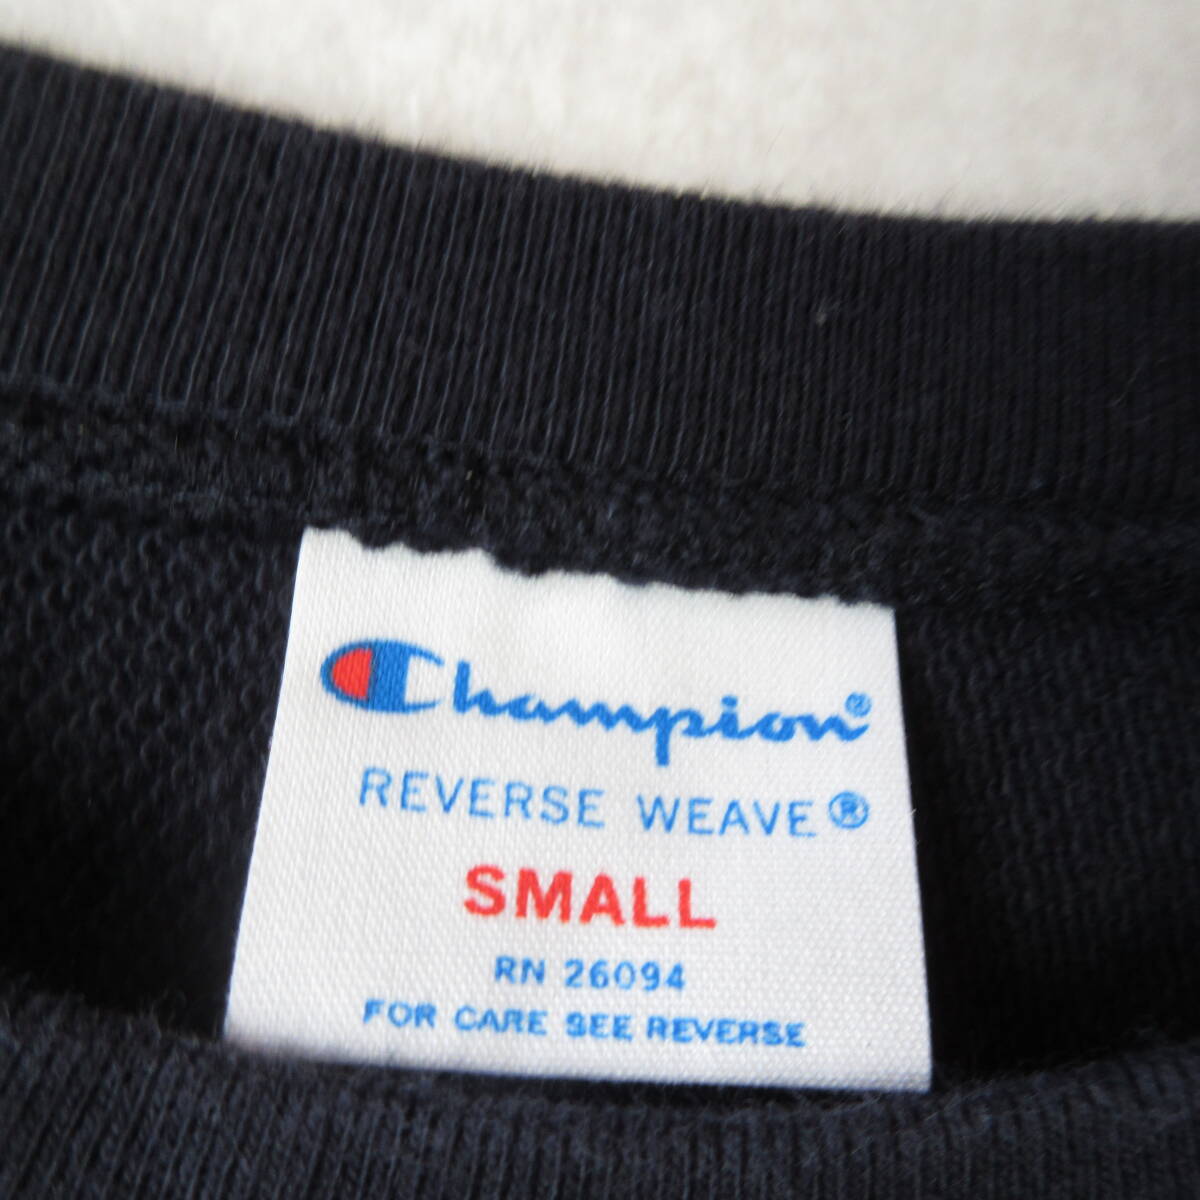 Champion®
REVERSE WEAVE®
SMALL
RN 26094
FOR CARE SEE REVERSE